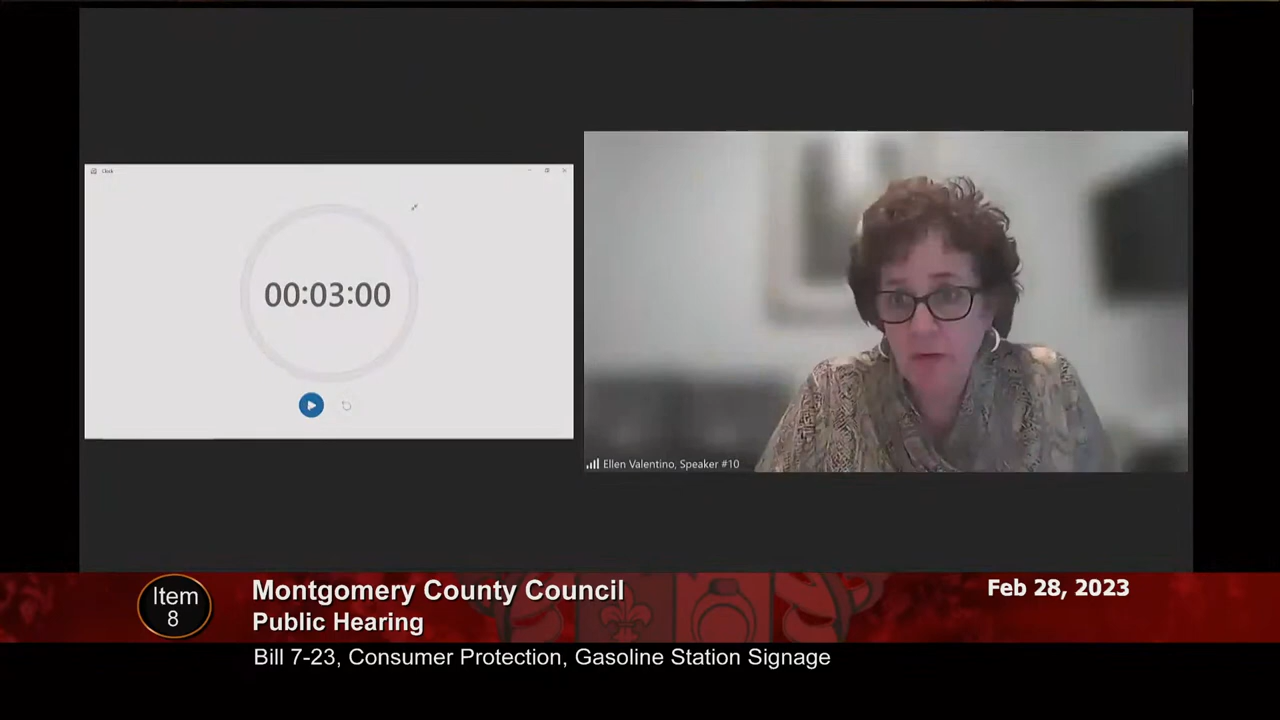 Clock
00:03:00
Ellen Valentino, Speaker #10
Item
8
Montgomery County Council
Public Hearing
Feb 28, 2023
Bill 7-23, Consumer Protection, Gasoline Station Signage